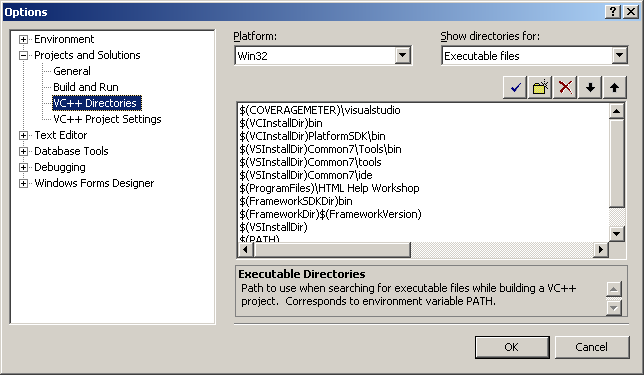 Options
Environment
Projects and Solutions
General
Build and Run
VC++ Directories
VC++ Project Settings
Text Editor
Database Tools
Debugging
Windows Forms Designer
Platform:
Win32
Show directories for:
Executable files
$(COVERAGEMETER)\visualstudio
$(VCInstallDir)bin
$(VCInstallDir)PlatformSDK\bin
$(VSInstallDir)Common7\Tools\bin
$(VSInstallDir)Common7\tools
$(VSInstallDir)Common7\ide
$(ProgramFiles)\HTML Help Workshop
$(FrameworkSDKDir)bin
$(FrameworkDir)$(FrameworkVersion)
$(VSInstallDir)
$(PATH)
Executable Directories
Path to use when searching for executable files while building a VC++
project. Corresponds to environment variable PATH.
OK
Cancel